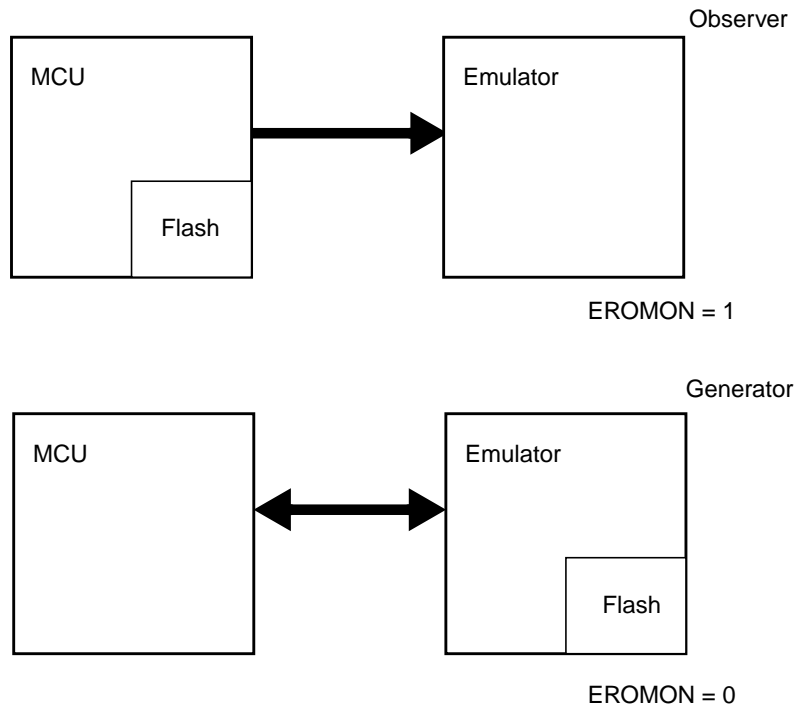 Observer
MCU
Emulator
Flash
EROMON = 1
Generator
MCU
Emulator
Flash
EROMON = 0